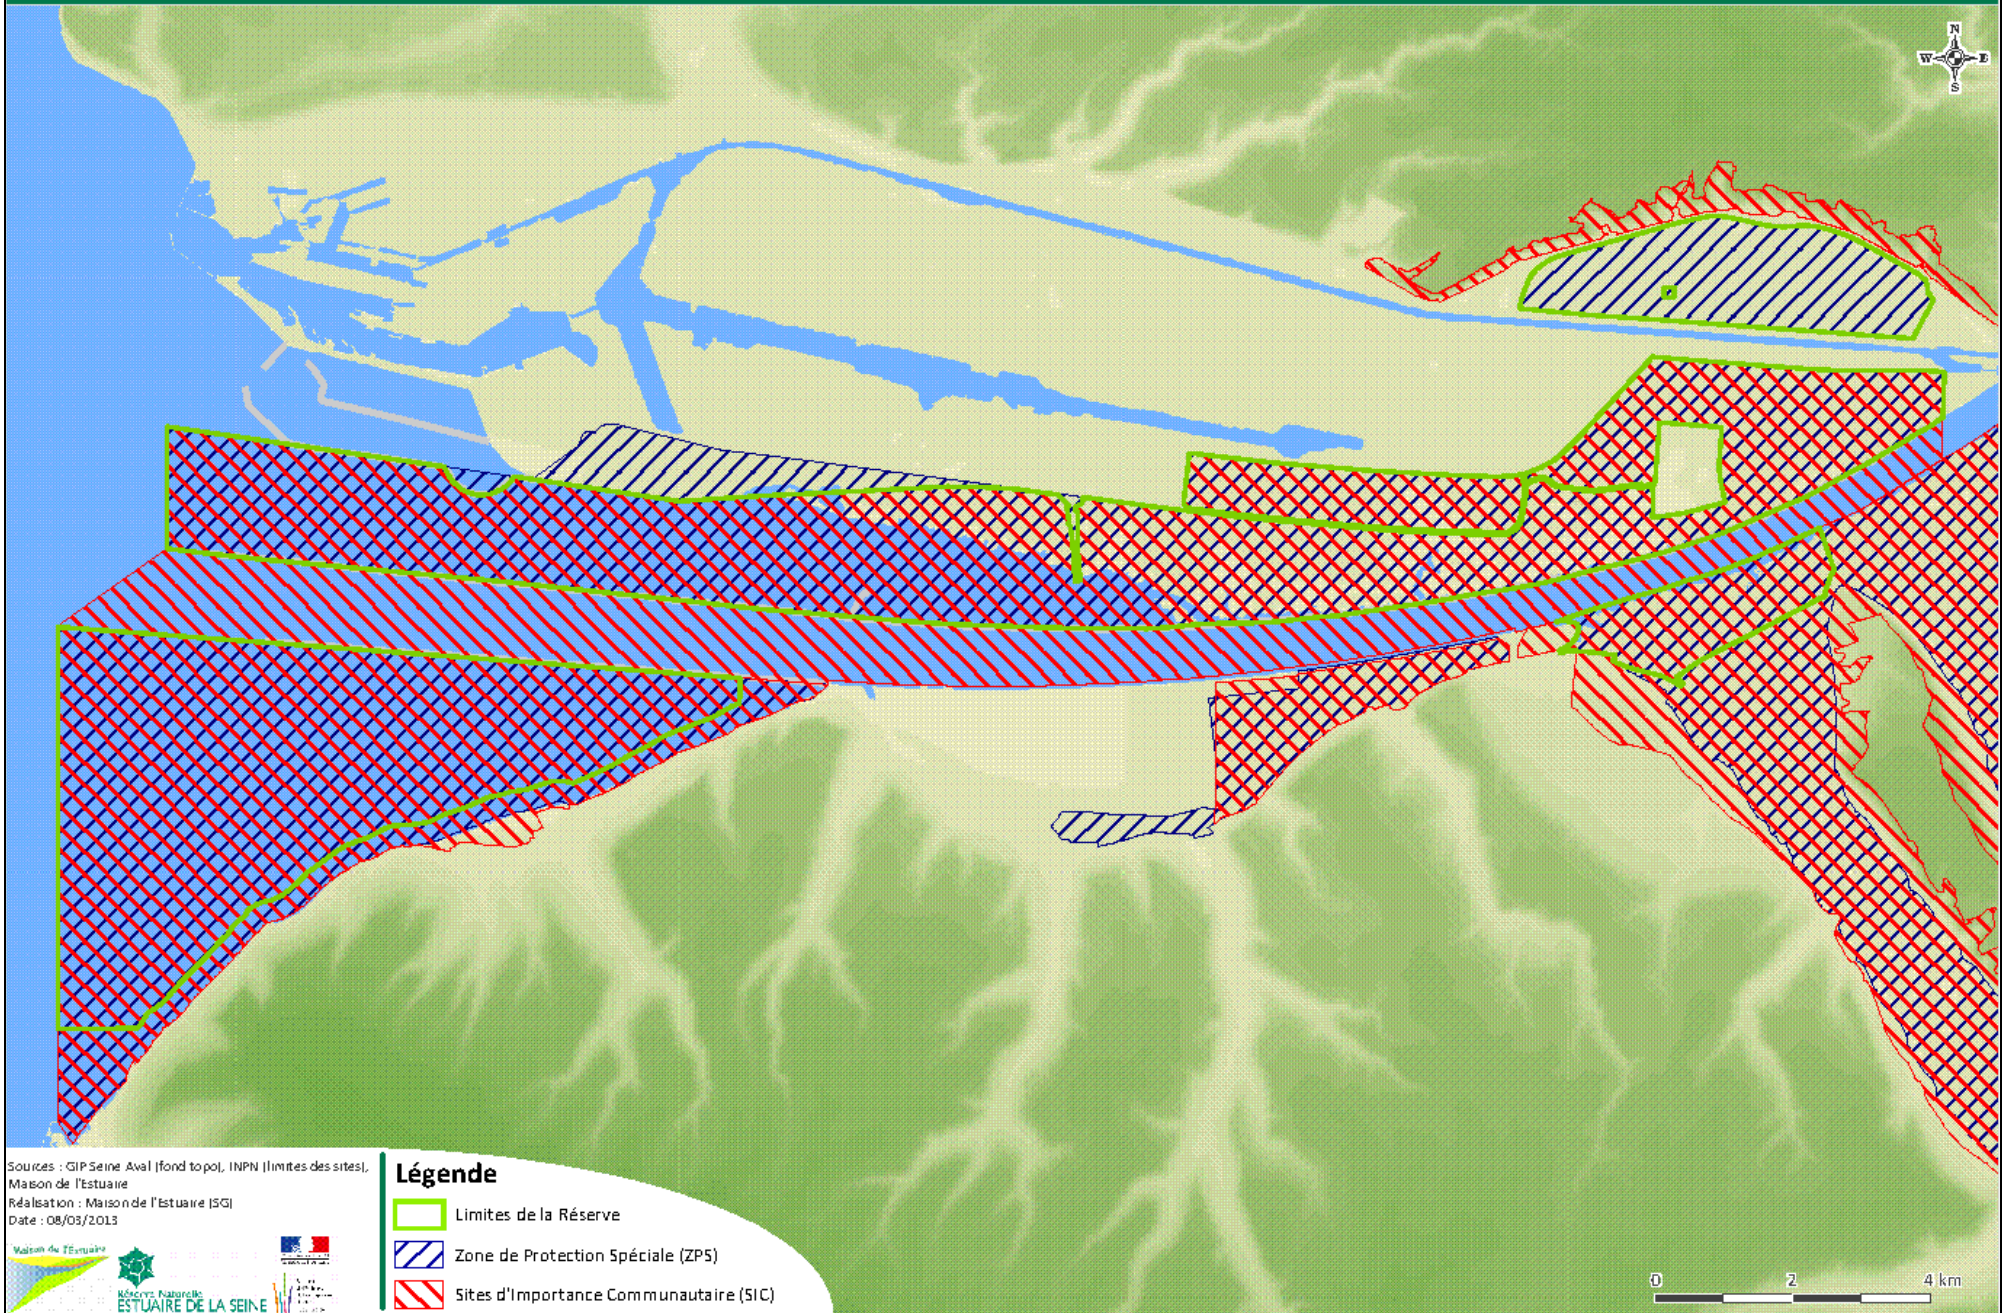 N
W E
S
Sources : GIP Seine Aval (fond topo), INPN (limites des sites),
Maison de l'Estuaire
Réalisation : Maison de l'Estuaire (SG)
Date : 08/03/2013
Maison de l'Estuaire
Réserve Naturelle
ESTUAIRE DE LA SEINE
Légende
Limites de la Réserve
Zone de Protection Spéciale (ZPS)
Sites d'Importance Communautaire (SIC)
0 2 4 km